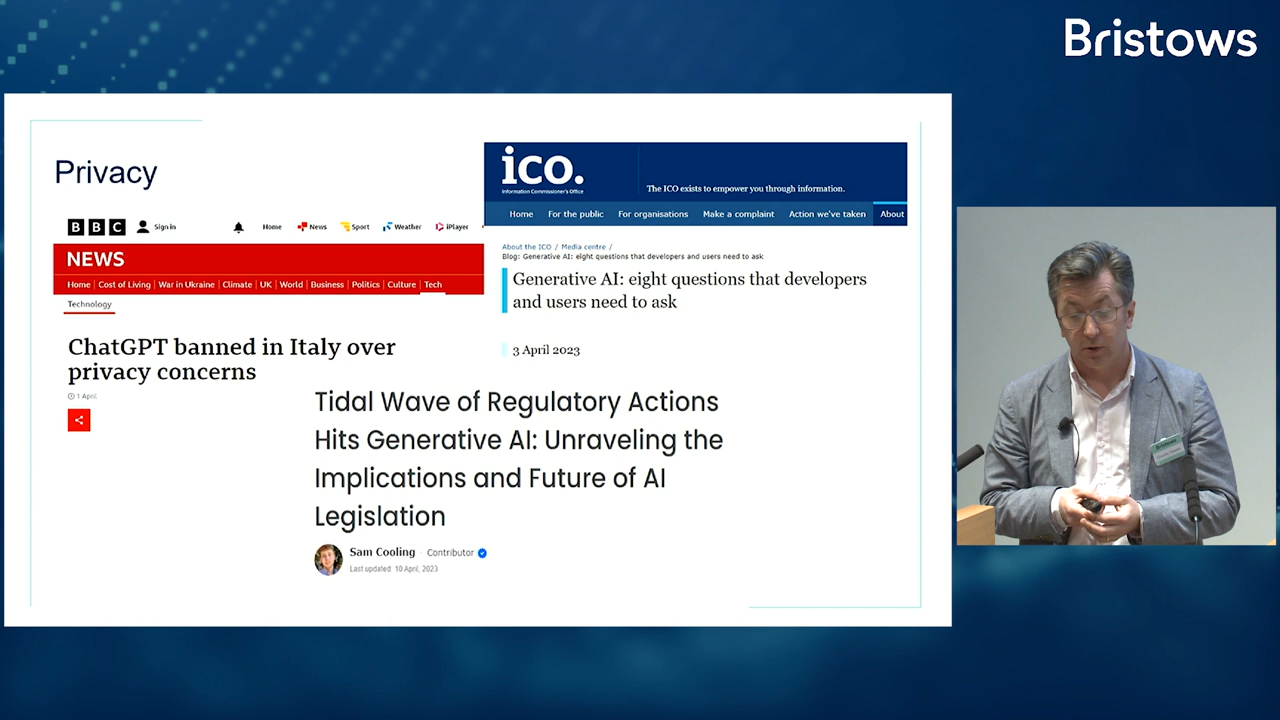 Bristows
Privacy
BBC Sign in Home News Sport Weather iPlayer
NEWS
Home | Cost of Living | War in Ukraine | Climate | UK | World | Business | Politics | Culture | Tech
Technology
ChatGPT banned in Italy over
privacy concerns
1 April
ico.
Information Commissioner's Office
The ICO exists to empower you through information.
Home For the public For organisations Make a complaint Action we've taken About
About the ICO / Media centre /
Blog: Generative AI: eight questions that developers and users need to ask
Generative AI: eight questions that developers
and users need to ask
3 April 2023
Tidal Wave of Regulatory Actions
Hits Generative AI: Unraveling the
Implications and Future of AI
Legislation
Sam Cooling · Contributor
Last updated 10 April, 2023